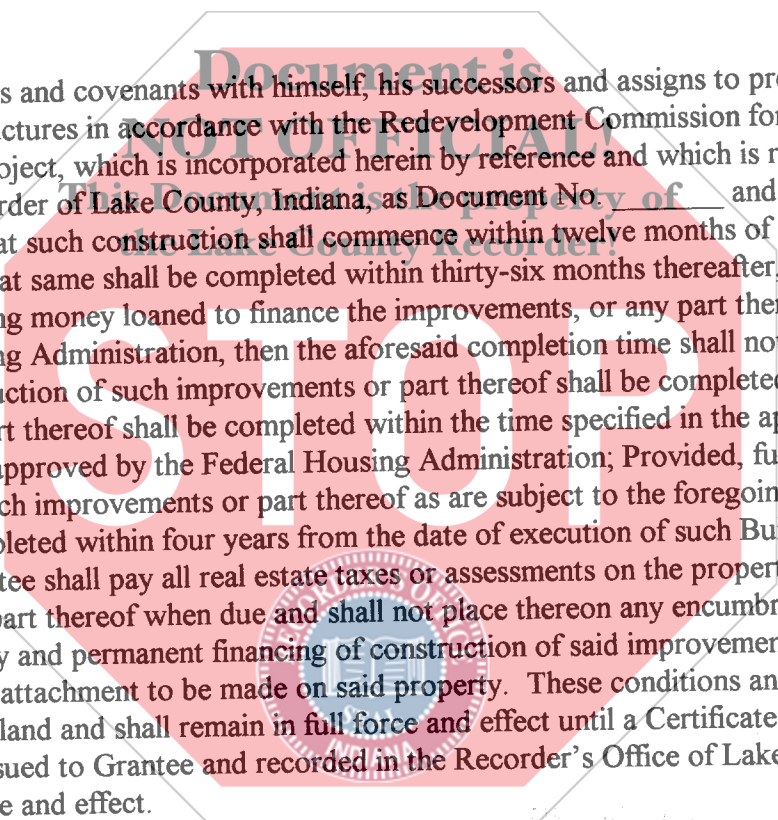 Document is
s and covenants with himself, his successors and assigns to pr
ctures in accordance with the Redevelopment Commission for
NOT OFFICIAL!
oject, which is incorporated herein by reference and which is r
This Document is the property of
rder of Lake County, Indiana, as Document No. ________ and
the Lake County Recorder!
at such construction shall commence within twelve months of
at same shall be completed within thirty-six months thereafter,
ng money loaned to finance the improvements, or any part ther
STOP
ng Administration, then the aforesaid completion time shall not
uction of such improvements or part thereof shall be completed
rt thereof shall be completed within the time specified in the ap
approved by the Federal Housing Administration; Provided, fu
ch improvements or part thereof as are subject to the foregoin
pleted within four years from the date of execution of such Bu
tee shall pay all real estate taxes or assessments on the propert
part thereof when due and shall not place thereon any encumbr
y and permanent financing of construction of said improvemen
attachment to be made on said property. These conditions an
land and shall remain in full force and effect until a Certificate
sued to Grantee and recorded in the Recorder's Office of Lake
e and effect.
SEAL
INDIANA